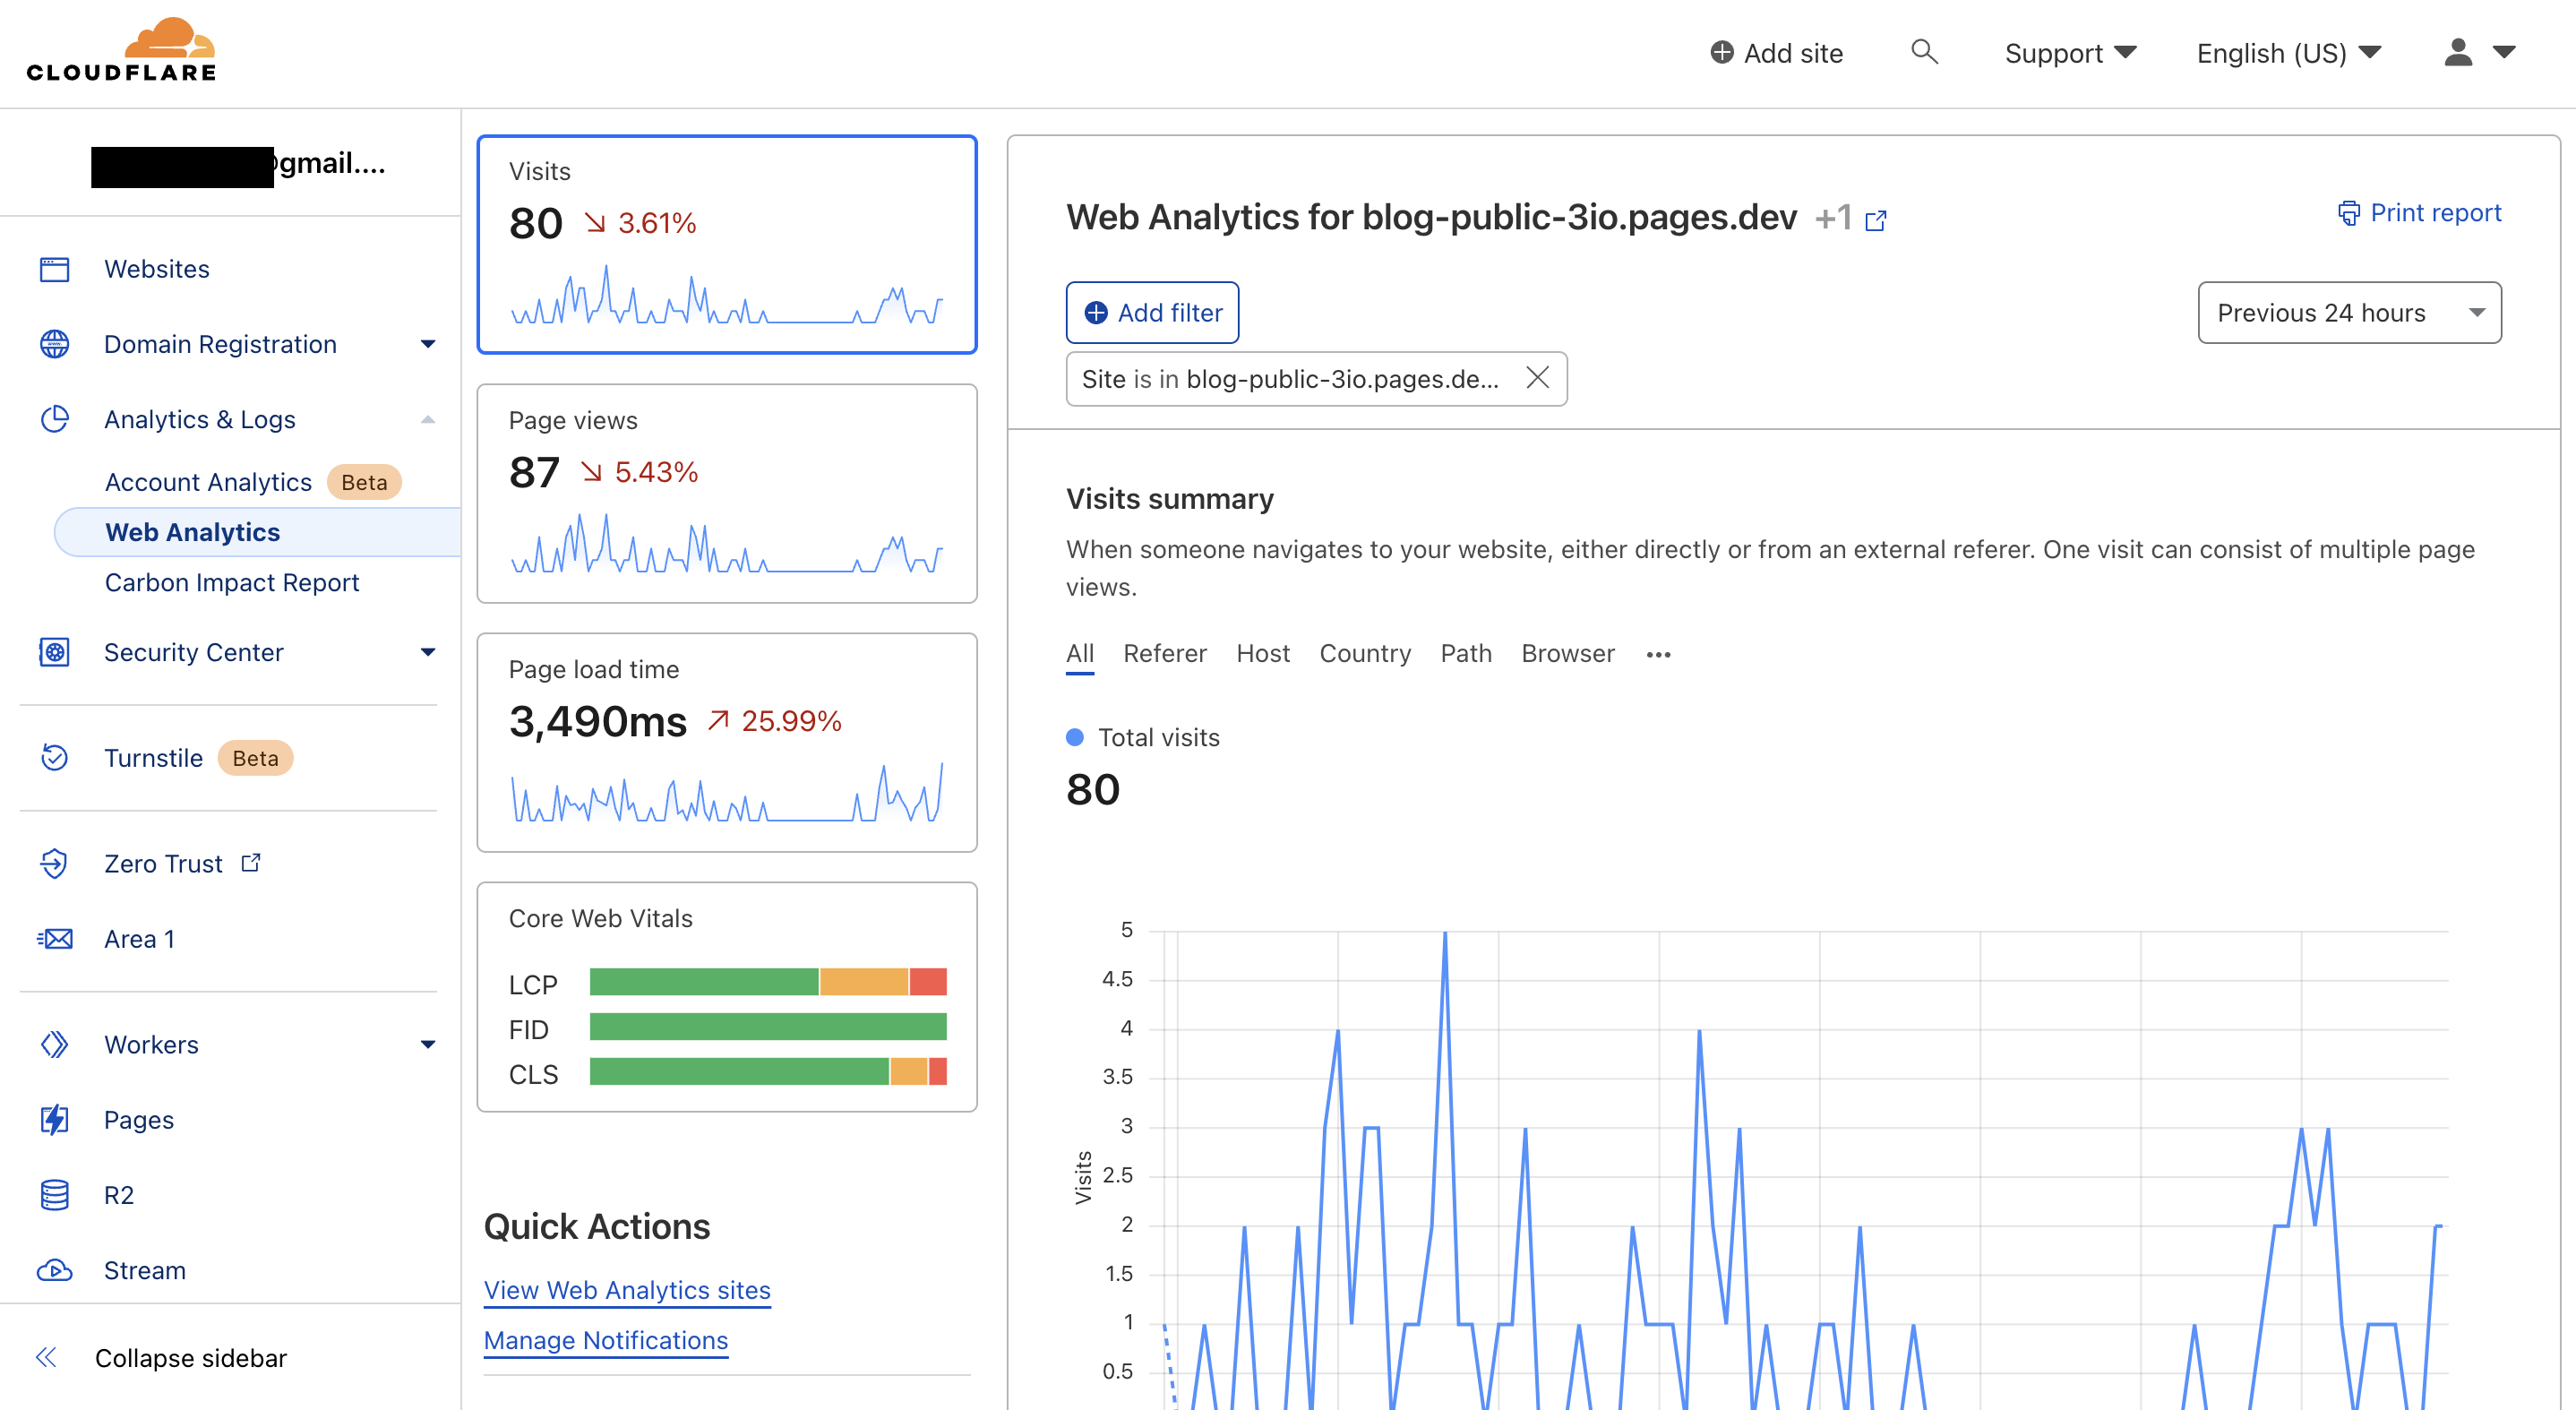 CLOUDFLARE
Add site
Support
English (US)
@gmail....
Websites
Domain Registration
Analytics & Logs
Account Analytics Beta
Web Analytics
Carbon Impact Report
Security Center
Turnstile Beta
Zero Trust
Area 1
Workers
Pages
R2
Stream
Collapse sidebar
Visits
80 3.61%
Page views
87 5.43%
Page load time
3,490ms 25.99%
Core Web Vitals
LCP
FID
CLS
Quick Actions
View Web Analytics sites
Manage Notifications
Web Analytics for blog-public-3io.pages.dev +1
Print report
Add filter
Previous 24 hours
Site is in blog-public-3io.pages.de...
Visits summary
When someone navigates to your website, either directly or from an external referer. One visit can consist of multiple page
views.
All Referer Host Country Path Browser ...
Total visits
80
Visits
5
4.5
4
3.5
3
2.5
2
1.5
1
0.5